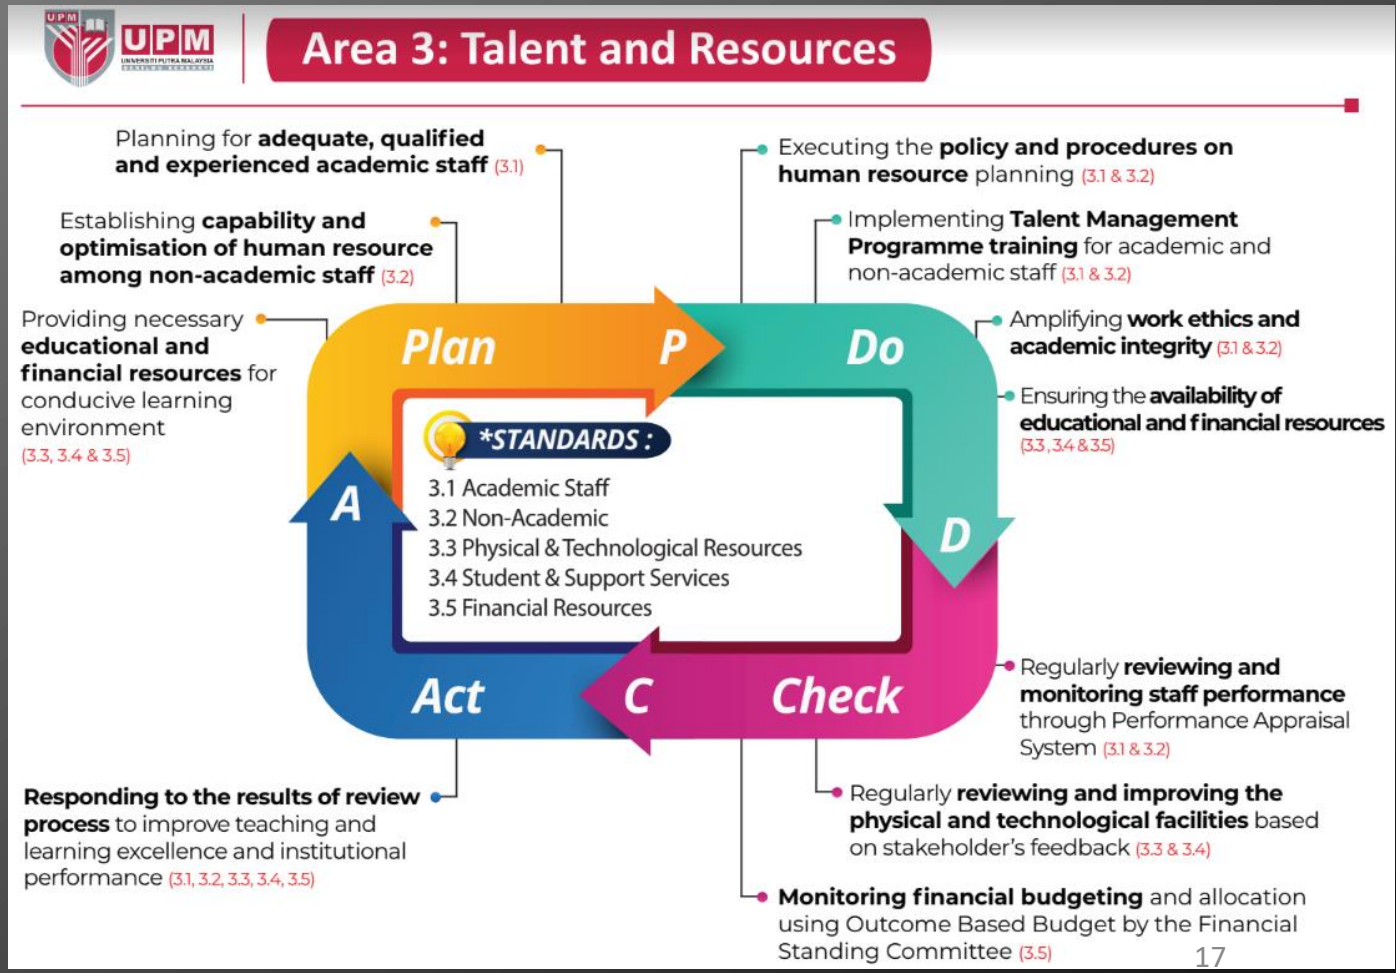 UPM
UPM
UNIVERSITI PUTRA MALAYSIA
Area 3: Talent and Resources
Planning for adequate, qualified
and experienced academic staff (3.1)
Establishing capability and
optimisation of human resource
among non-academic staff (3.2)
Providing necessary
educational and
financial resources for
conducive learning
environment
(3.3, 3.4 & 3.5)
Executing the policy and procedures on
human resource planning (3.1 & 3.2)
Implementing Talent Management
Programme training for academic and
non-academic staff (3.1 & 3.2)
Amplifying work ethics and
academic integrity (3.1 & 3.2)
Ensuring the availability of
educational and financial resources
(3.3, 3.4 & 3.5)
Plan P
Do
D
*STANDARDS :
3.1 Academic Staff
3.2 Non-Academic
3.3 Physical & Technological Resources
3.4 Student & Support Services
3.5 Financial Resources
A
Act
C Check
Regularly reviewing and
monitoring staff performance
through Performance Appraisal
System (3.1 & 3.2)
Regularly reviewing and improving the
physical and technological facilities based
on stakeholder's feedback (3.3 & 3.4)
Monitoring financial budgeting and allocation
using Outcome Based Budget by the Financial
Standing Committee (3.5)
Responding to the results of review
process to improve teaching and
learning excellence and institutional
performance (3.1, 3.2, 3.3, 3.4, 3.5)
17